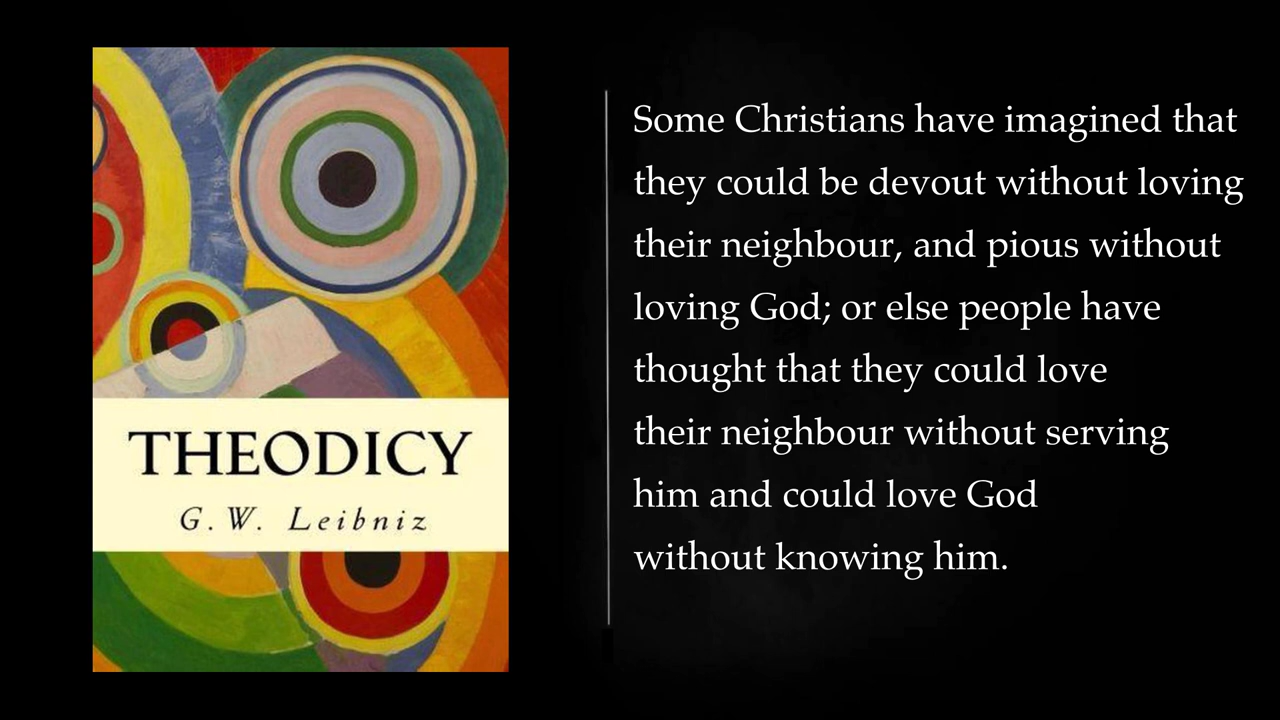 THEODICY
G. W. Leibniz
Some Christians have imagined that
they could be devout without loving
their neighbour, and pious without
loving God; or else people have
thought that they could love
their neighbour without serving
him and could love God
without knowing him.